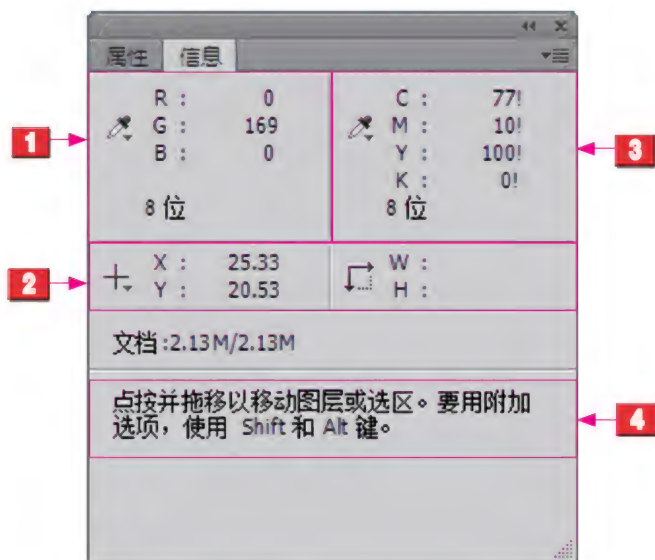 属性 信息
R : 0
G : 169
B : 0
8 位
C : 77!
M : 10!
Y : 100!
K : 0!
8 位
1
3
X : 25.33
Y : 20.53
W :
H :
2
文档:2.13M/2.13M
点按并拖移以移动图层或选区。要用附加
选项，使用 Shift 和 Alt 键。
4